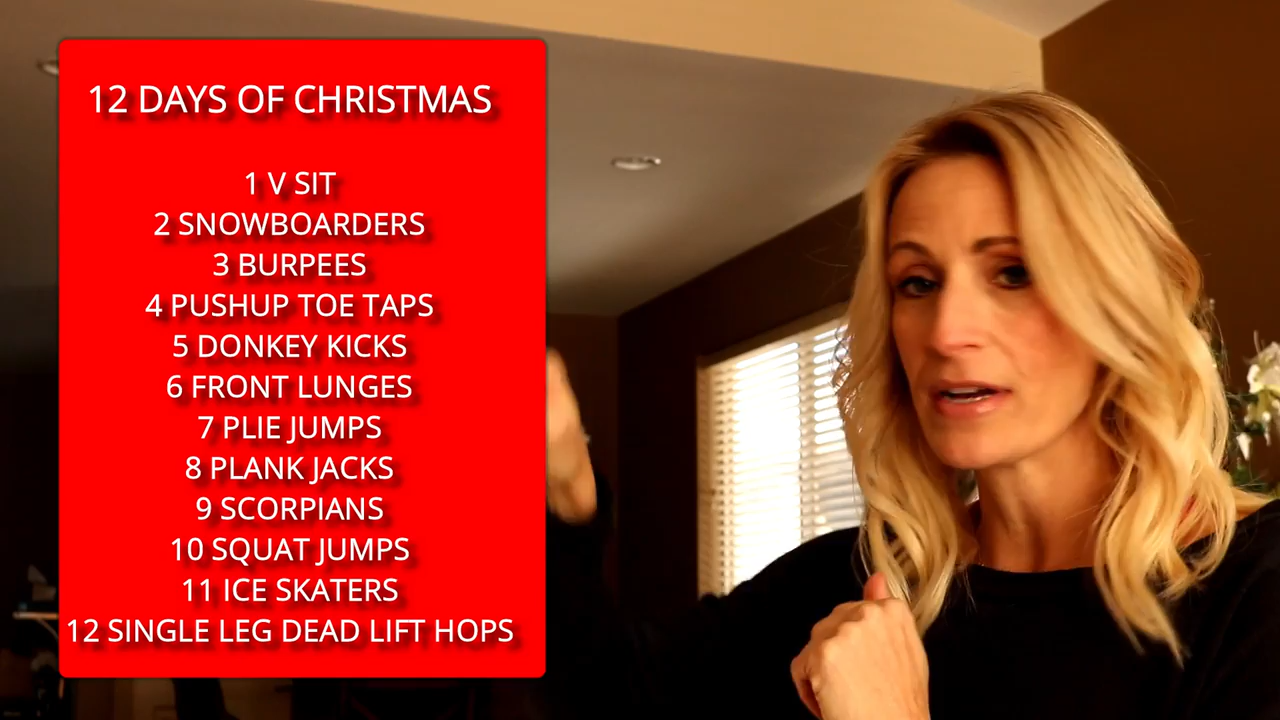 12 DAYS OF CHRISTMAS
1 V SIT
2 SNOWBOARDERS
3 BURPEES
4 PUSHUP TOE TAPS
5 DONKEY KICKS
6 FRONT LUNGES
7 PLIE JUMPS
8 PLANK JACKS
9 SCORPIANS
10 SQUAT JUMPS
11 ICE SKATERS
12 SINGLE LEG DEAD LIFT HOPS